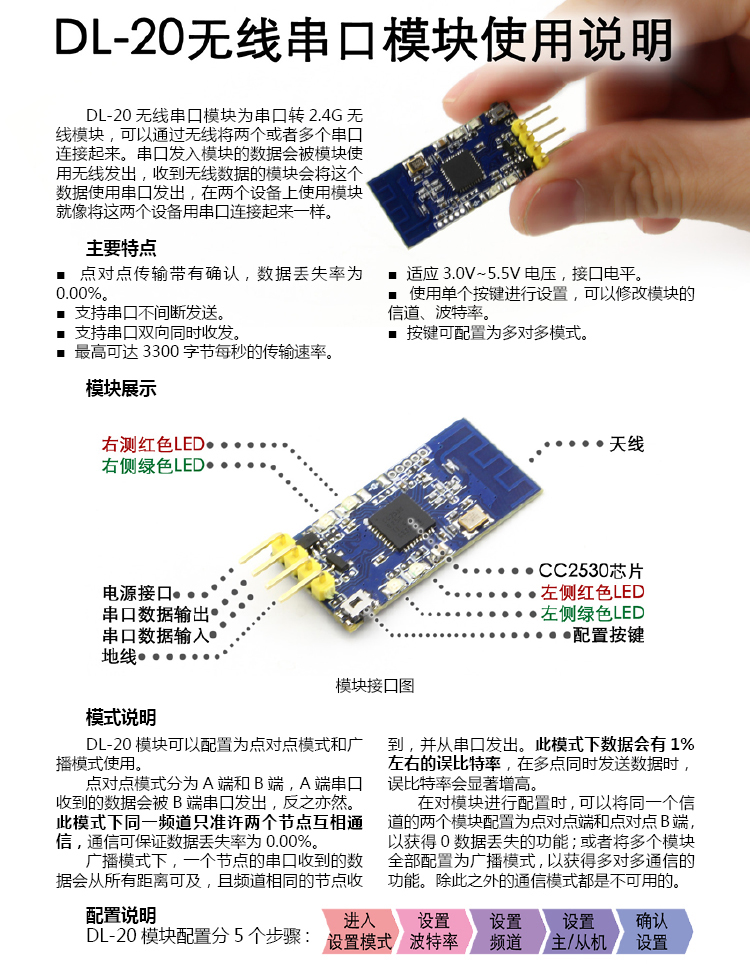 DL-20无线串口模块使用说明
DL-20 无线串口模块为串口转 2.4G 无
线模块，可以通过无线将两个或者多个串口
连接起来。串口发入模块的数据会被模块使
用无线发出，收到无线数据的模块会将这个
数据使用串口发出，在两个设备上使用模块
就像将这两个设备用串口连接起来一样。
主要特点
■ 点对点传输带有确认，数据丢失率为
0.00%。
■ 支持串口不间断发送。
■ 支持串口双向同时收发。
■ 最高可达 3300 字节每秒的传输速率。
■ 适应 3.0V~5.5V 电压，接口电平。
■ 使用单个按键进行设置，可以修改模块的
信道、波特率。
■ 按键可配置为多对多模式。
模块展示
右测红色LED
右侧绿色LED
天线
电源接口
串口数据输出
串口数据输入
地线
CC2530芯片
左侧红色LED
左侧绿色LED
配置按键
模块接口图
模式说明
DL-20 模块可以配置为点对点模式和广
播模式使用。
点对点模式分为 A 端和 B 端，A 端串口
收到的数据会被 B 端串口发出，反之亦然。
此模式下同一频道只准许两个节点互相通
信，通信可保证数据丢失率为 0.00%。
广播模式下，一个节点的串口收到的数
据会从所有距离可及，且频道相同的节点收
到，并从串口发出。此模式下数据会有 1%
左右的误比特率，在多点同时发送数据时，
误比特率会显著增高。
在对模块进行配置时，可以将同一个信
道的两个模块配置为点对点端和点对点 B 端，
以获得 0 数据丢失的功能；或者将多个模块
全部配置为广播模式，以获得多对多通信的
功能。除此之外的通信模式都是不可用的。
配置说明
DL-20 模块配置分 5 个步骤：
进入
设置模式
设置
波特率
设置
频道
设置
主/从机
确认
设置